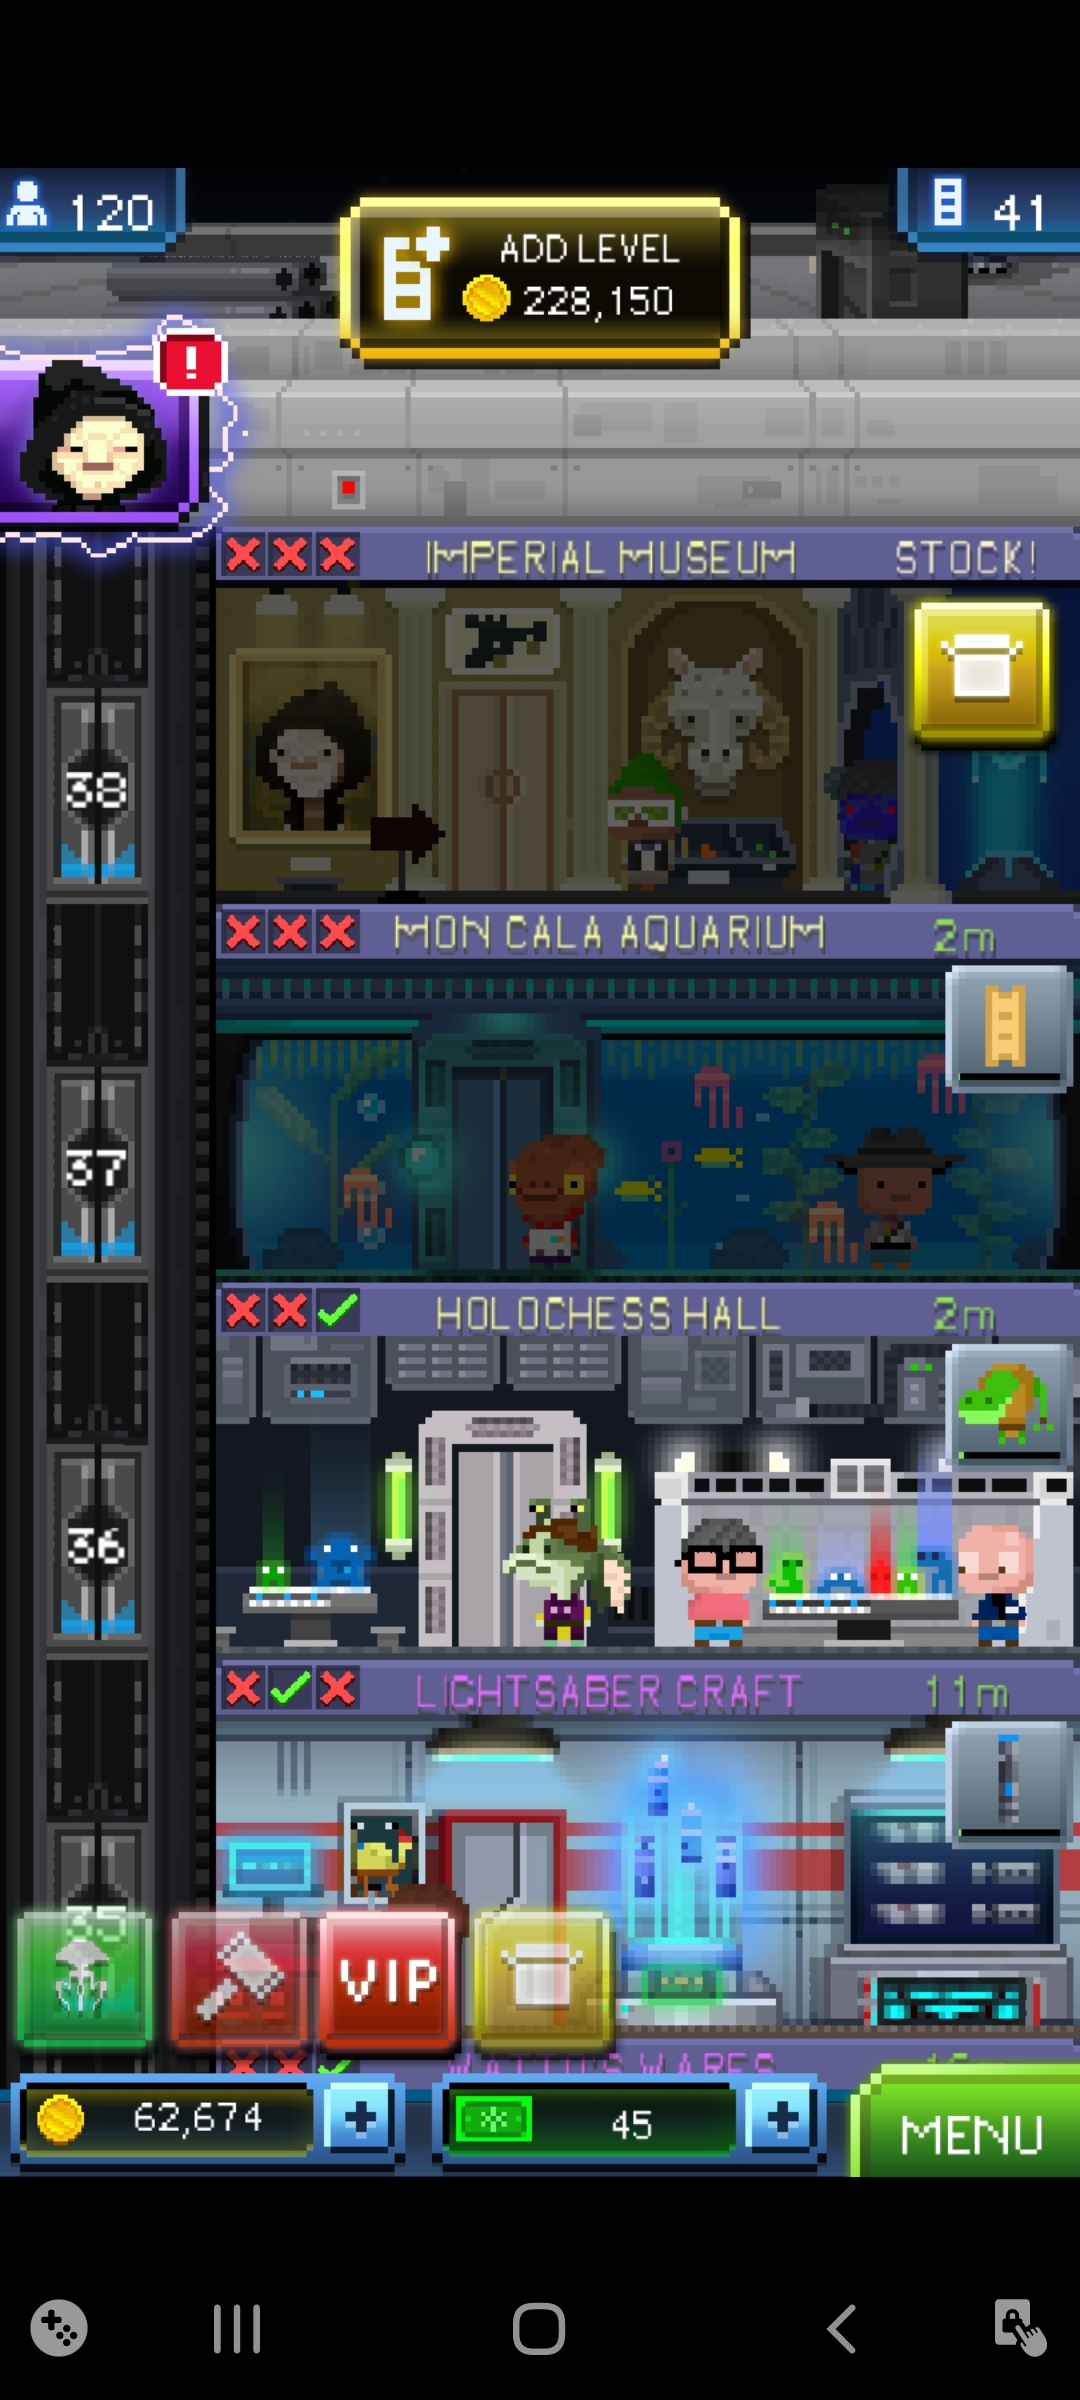 120
ADD LEVEL
228,150
41
!
IMPERIAL MUSEUM STOCK!
38
MON CALA AQUARIUM 2m
37
HOLOCHESS HALL 2m
36
LIGHTSABER CRAFT 11m
35
VIP
WATTO'S WARES
62,674
45
MENU